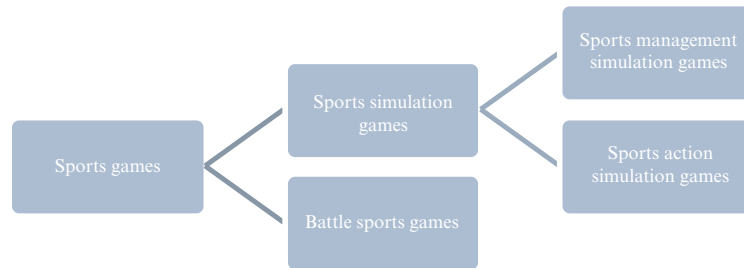 Sports games
Sports simulation
games
Battle sports games
Sports management
simulation games
Sports action
simulation games